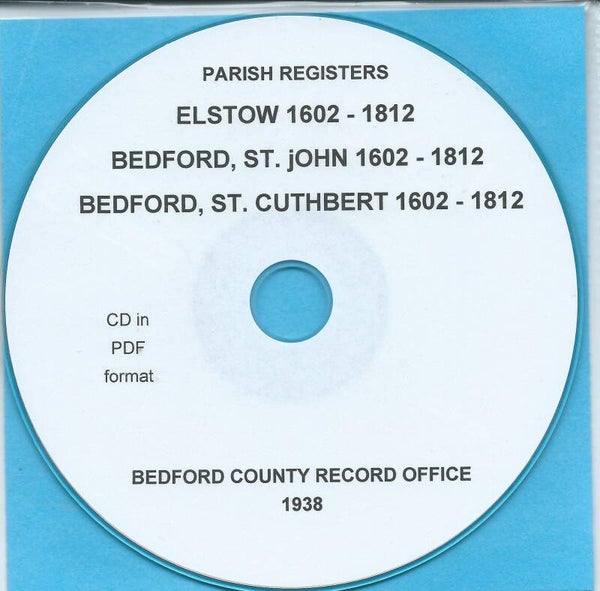 PARISH REGISTERS
ELSTOW 1602 - 1812
BEDFORD, ST. jOHN 1602 - 1812
BEDFORD, ST. CUTHBERT 1602 - 1812
CD in
PDF
format
BEDFORD COUNTY RECORD OFFICE
1938